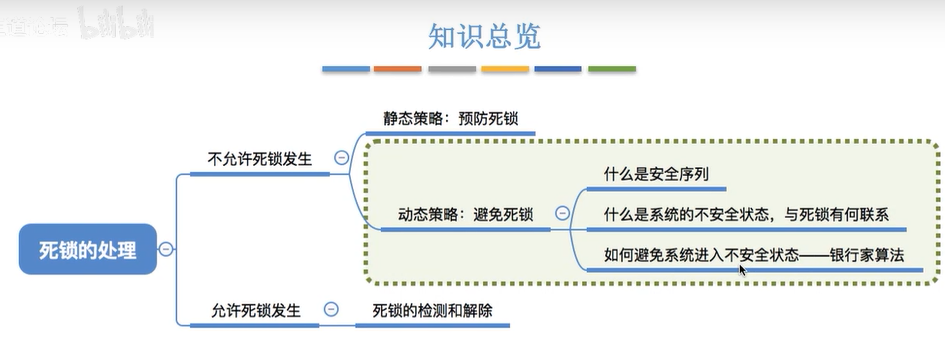 知识总览
静态策略：预防死锁
不允许死锁发生
什么是安全序列
动态策略：避免死锁
什么是系统的不安全状态，与死锁有何联系
如何避免系统进入不安全状态——银行家算法
死锁的处理
允许死锁发生
死锁的检测和解除